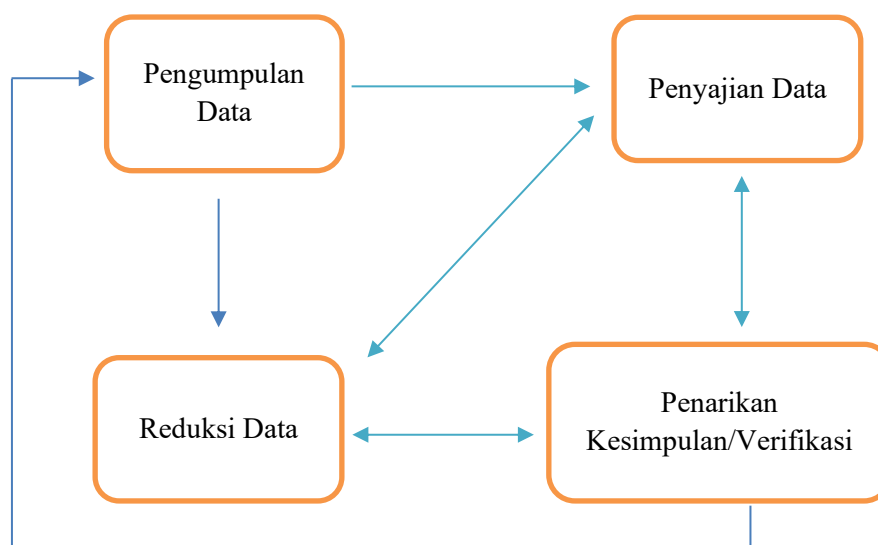 Pengumpulan
Data
Penyajian Data
Reduksi Data
Penarikan
Kesimpulan/Verifikasi